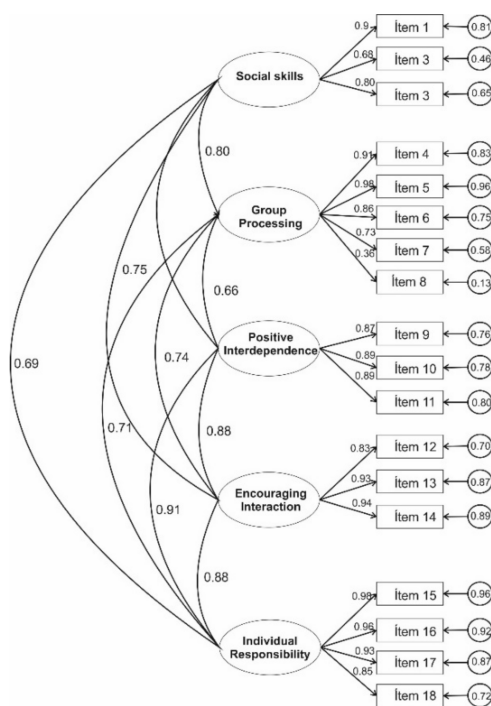 0.9
İtem 1
0.81
0.68
İtem 3
0.46
Social skills
0.80
İtem 3
0.65
0.80
0.91
İtem 4
0.83
0.98
İtem 5
0.96
Group
Processing
0.86
İtem 6
0.75
0.73
İtem 7
0.58
0.36
İtem 8
0.13
0.75
0.66
Positive
Interdependence
0.87
İtem 9
0.76
0.89
İtem 10
0.78
0.89
İtem 11
0.80
0.69
0.74
0.71
0.88
0.83
İtem 12
0.70
Encouraging
Interaction
0.93
İtem 13
0.87
0.94
İtem 14
0.89
0.91
0.88
0.98
İtem 15
0.96
Individual
Responsibility
0.96
İtem 16
0.92
0.93
İtem 17
0.87
0.85
İtem 18
0.72